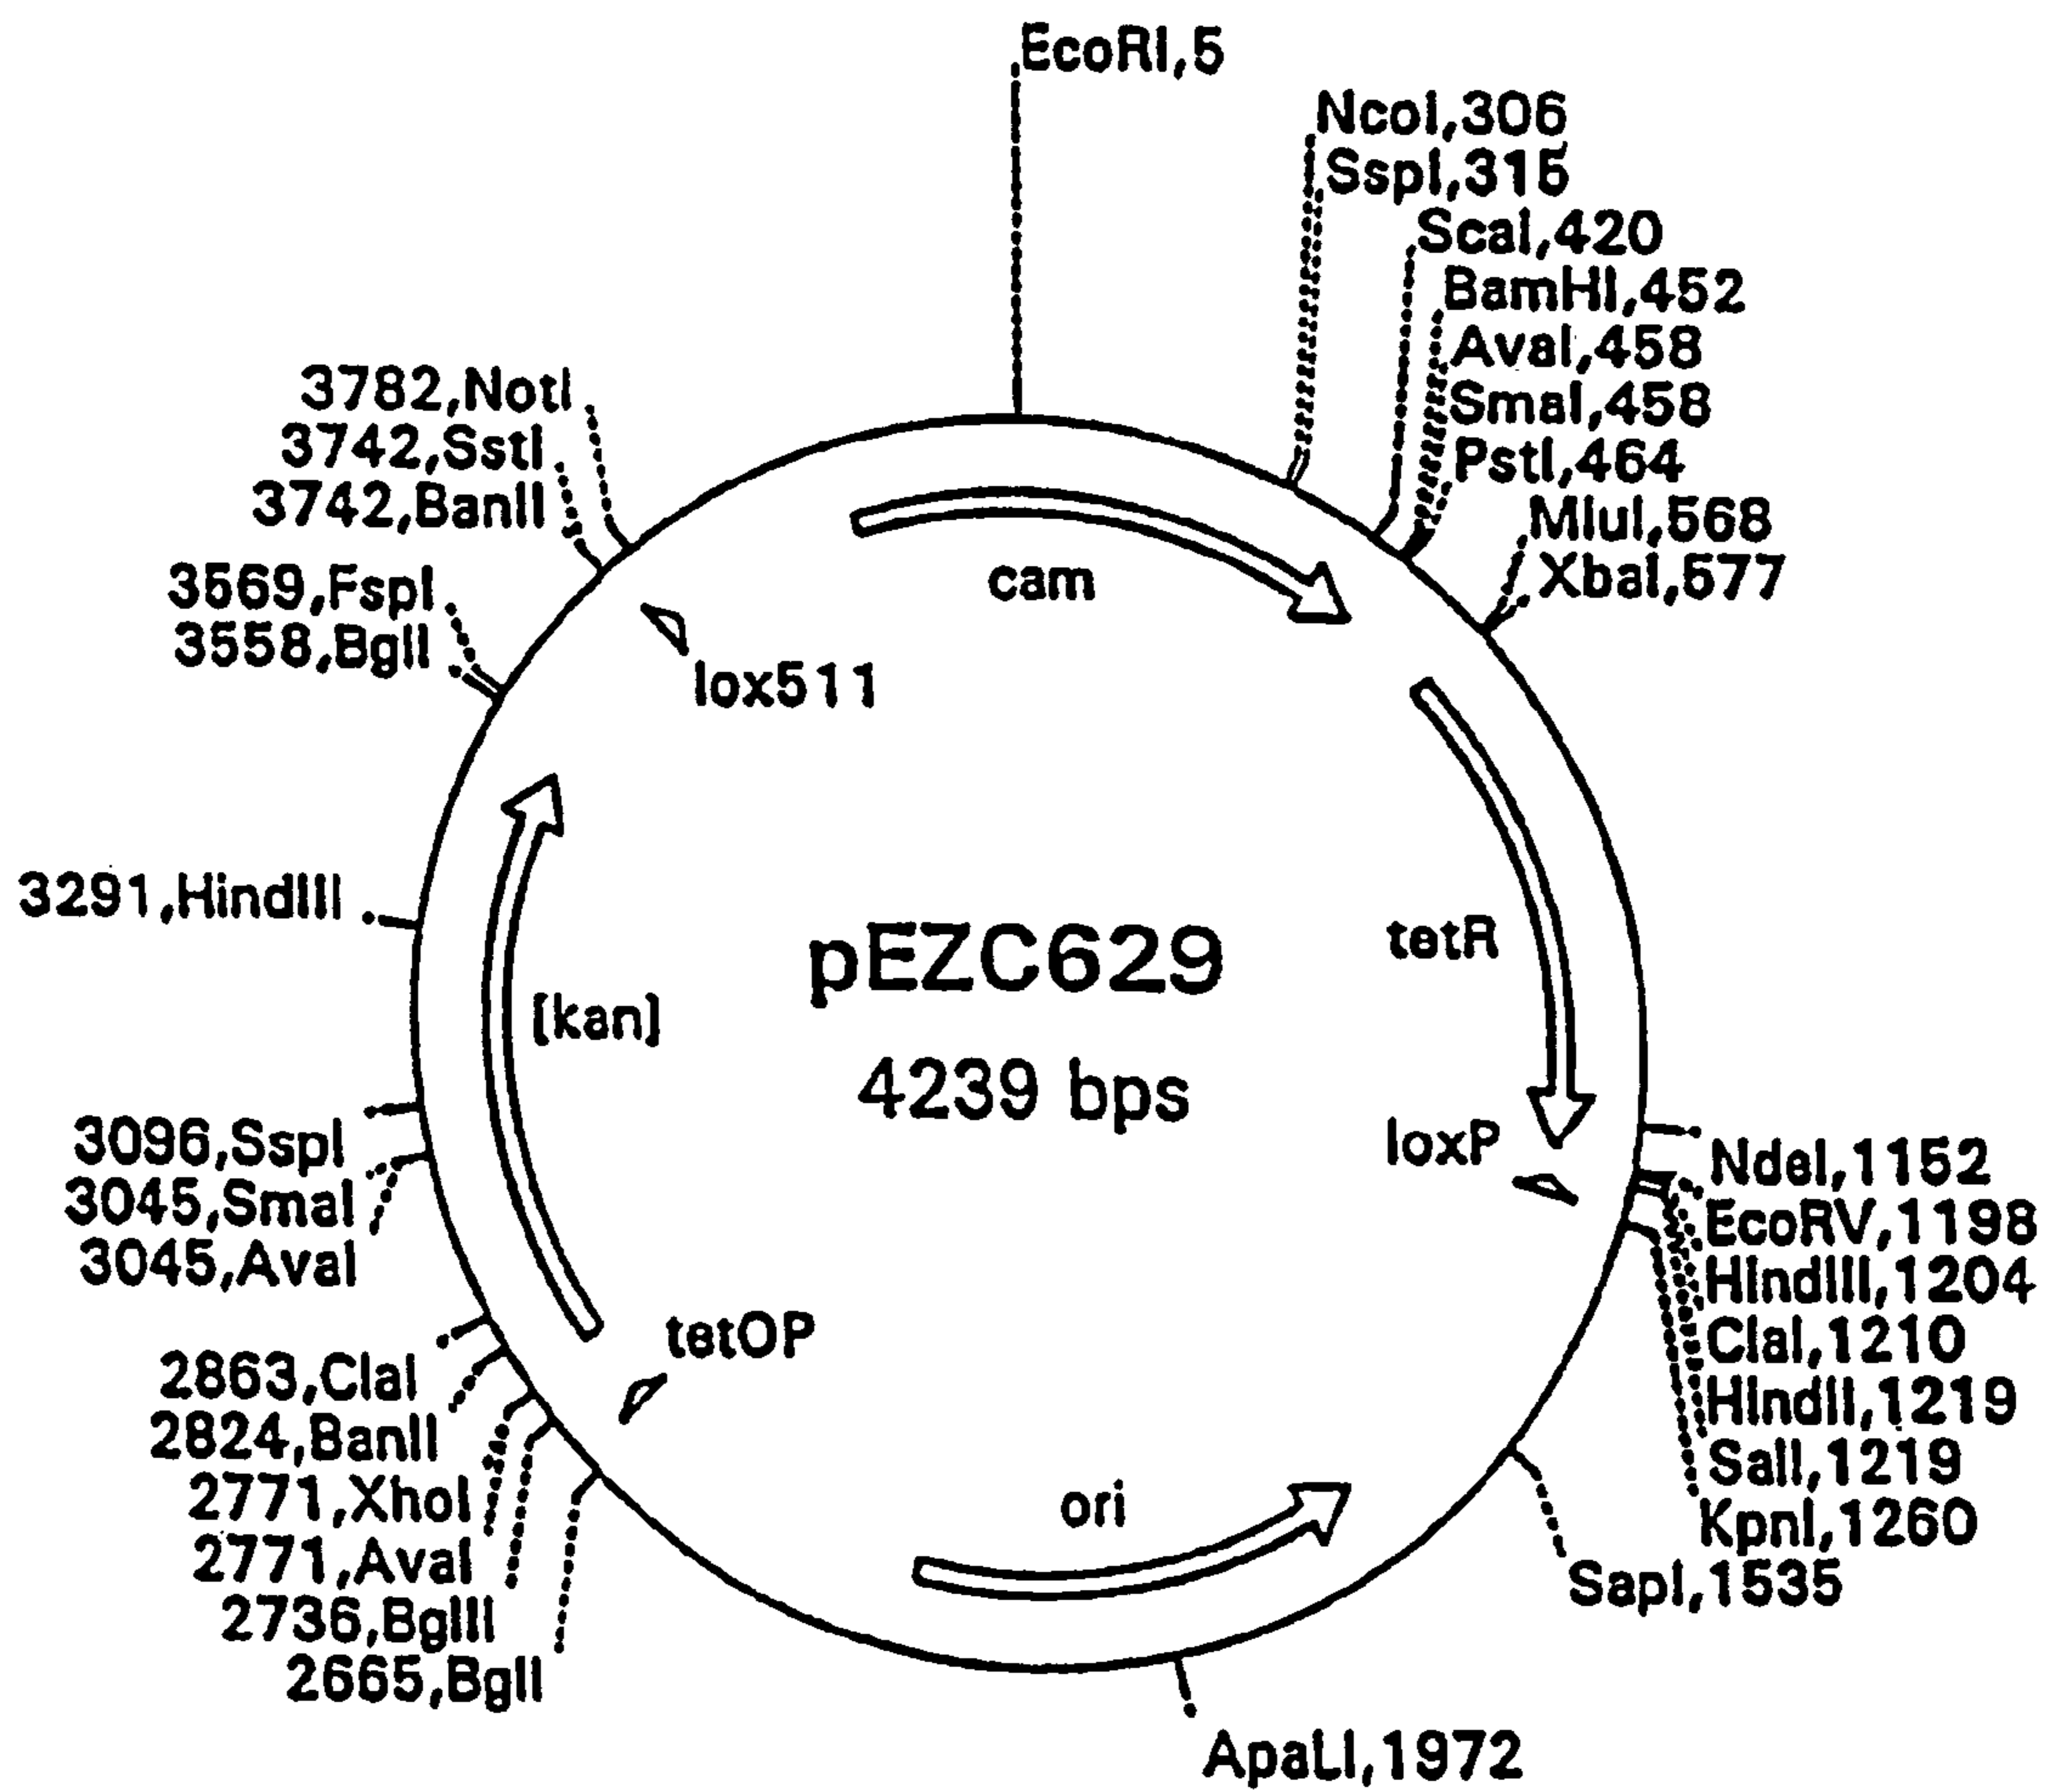 EcoRI,5
NcoI,306
SspI,315
ScaI,420
BamHI,452
AvaI,458
SmaI,458
PstI,464
MluI,568
XbaI,577
3782,NotI
3742,SstI
3742,BanII
3569,FspI
3558,BglI
cam
lox511
tetR
3291,HindIII
pEZC629
[kan]
4239 bps
loxP
NdeI,1152
EcoRV,1198
HindIII,1204
ClaI,1210
HindII,1219
SalI,1219
KpnI,1260
SapI,1535
3096,SspI
3045,SmaI
3045,AvaI
tetOP
2863,ClaI
2824,BanII
2771,XhoI
2771,AvaI
2736,BglII
2665,BglI
ori
ApaLI,1972